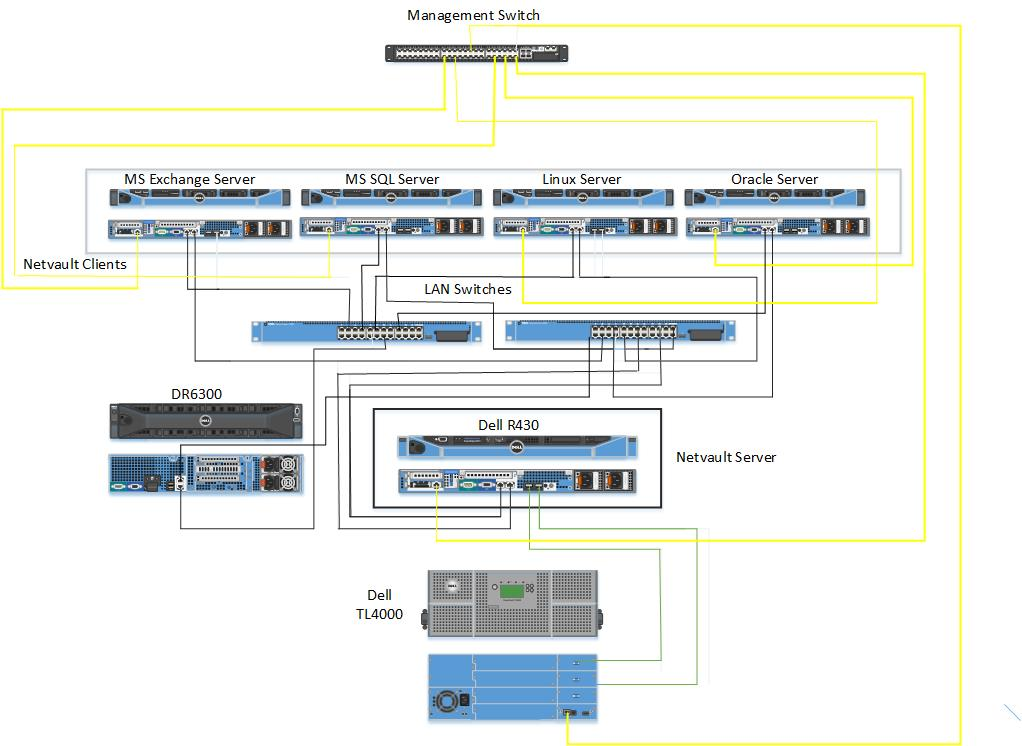 Management Switch
MS Exchange Server
MS SQL Server
Linux Server
Oracle Server
Netvault Clients
LAN Switches
DR6300
Dell R430
Netvault Server
Dell
TL4000